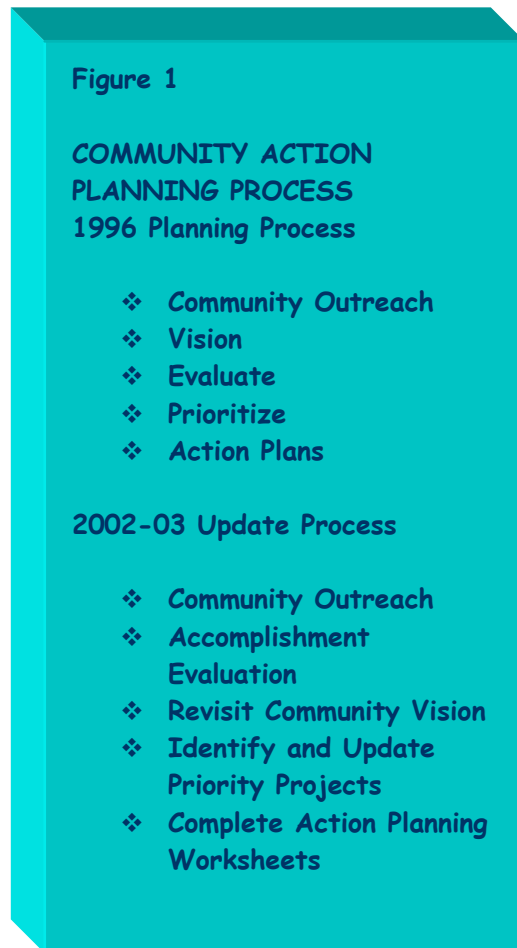 Figure 1
COMMUNITY ACTION
PLANNING PROCESS
1996 Planning Process
❖ Community Outreach
❖ Vision
❖ Evaluate
❖ Prioritize
❖ Action Plans
2002-03 Update Process
❖ Community Outreach
❖ Accomplishment
Evaluation
❖ Revisit Community Vision
❖ Identify and Update
Priority Projects
❖ Complete Action Planning
Worksheets